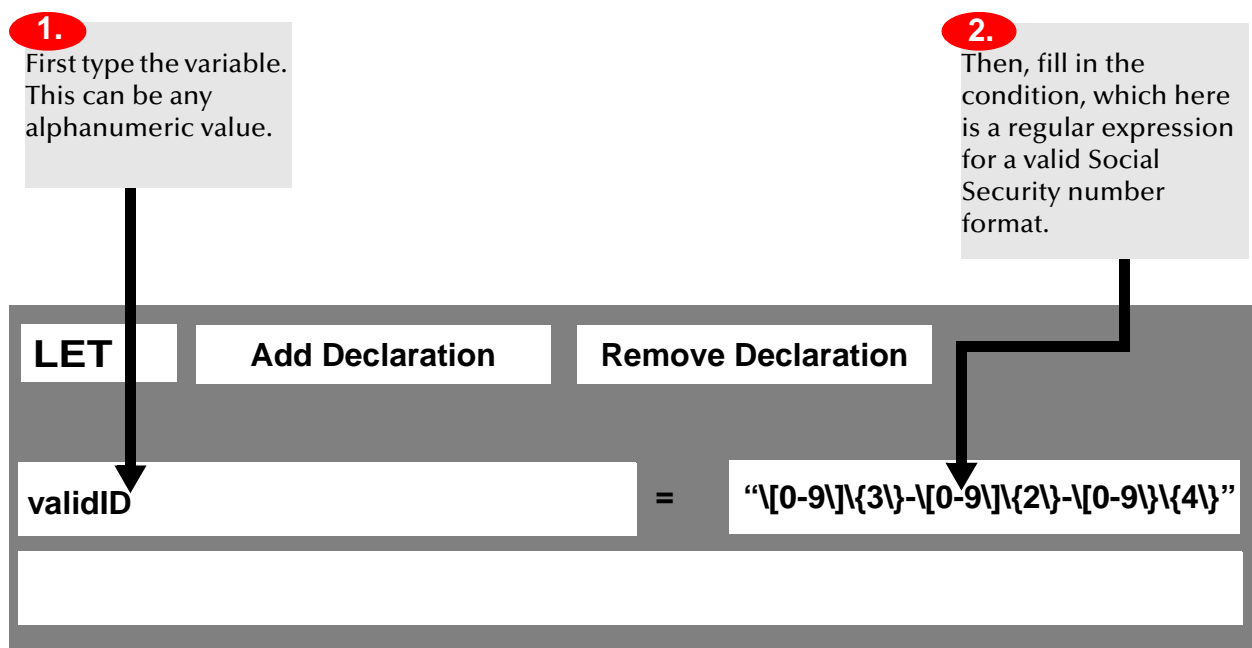 1.
First type the variable.
This can be any
alphanumeric value.
2.
Then, fill in the
condition, which here
is a regular expression
for a valid Social
Security number
format.
LET
Add Declaration
Remove Declaration
validID
=
“\[0-9\]\{3\}-\[0-9\]\{2\}-\[0-9\}\{4\}”